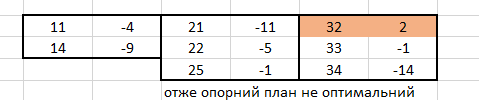 11 -4 21 -11 32 2
14 -9 22 -5 33 -1
25 -1 34 -14
отже опорний план не оптимальний